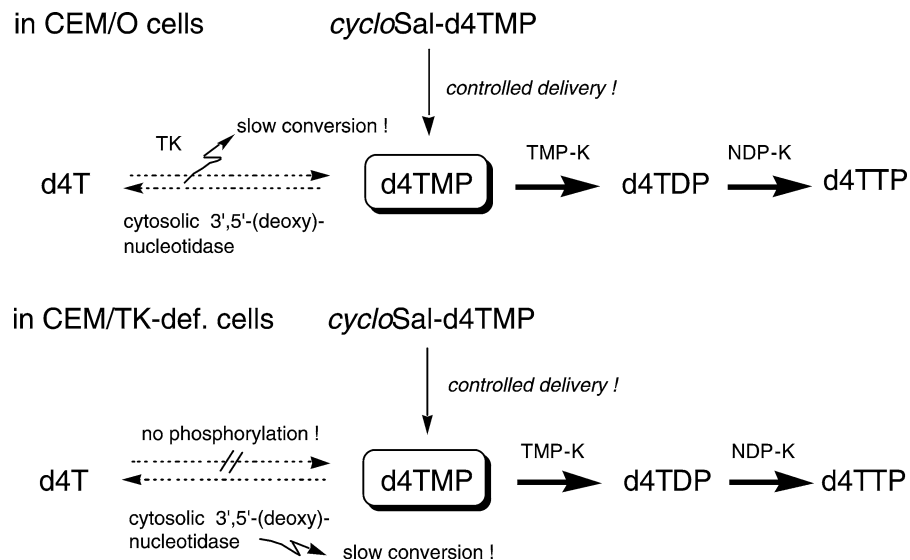 in CEM/O cells
cycloSal-d4TMP
controlled delivery !
TK
slow conversion !
TMP-K
NDP-K
d4T
d4TMP
d4TDP
d4TTP
cytosolic 3',5'-(deoxy)-
nucleotidase
in CEM/TK-def. cells
cycloSal-d4TMP
controlled delivery !
no phosphorylation !
TMP-K
NDP-K
d4T
d4TMP
d4TDP
d4TTP
cytosolic 3',5'-(deoxy)-
nucleotidase
slow conversion !